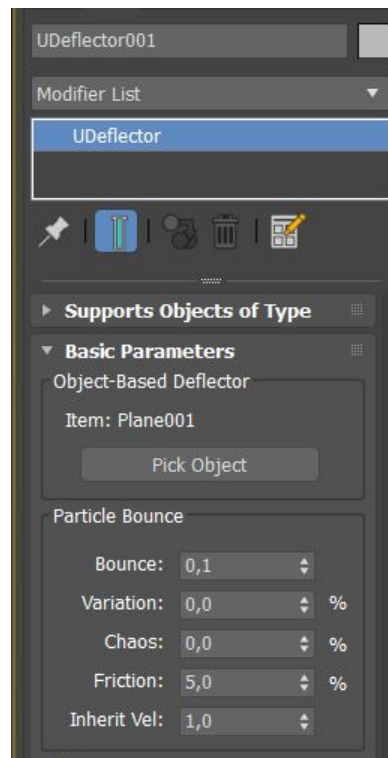 UDeflector001
Modifier List
UDeflector
Supports Objects of Type
Basic Parameters
Object-Based Deflector
Item: Plane001
Pick Object
Particle Bounce
Bounce: 0,1
Variation: 0,0 %
Chaos: 0,0 %
Friction: 5,0 %
Inherit Vel: 1,0